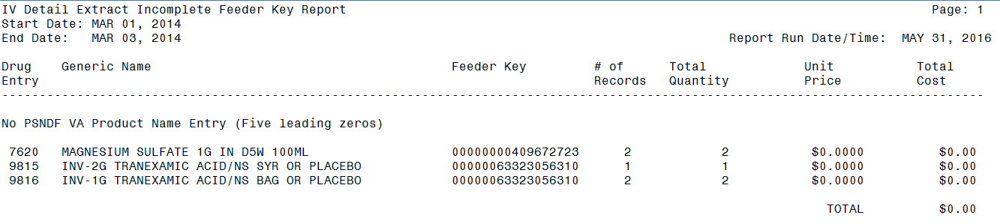 IV Detail Extract Incomplete Feeder Key Report Page: 1
Start Date: MAR 01, 2014
End Date: MAR 03, 2014 Report Run Date/Time: MAY 31, 2016
Drug Generic Name Feeder Key # of Total Unit Total
Entry Records Quantity Price Cost
-----------------------------------------------------------------------------------------------------------------------------------
No PSNDF VA Product Name Entry (Five leading zeros)
7620 MAGNESIUM SULFATE 1G IN D5W 100ML 00000000409672723 2 2 $0.0000 $0.00
9815 INV-2G TRANEXAMIC ACID/NS SYR OR PLACEBO 00000063323056310 1 1 $0.0000 $0.00
9816 INV-1G TRANEXAMIC ACID/NS BAG OR PLACEBO 00000063323056310 2 2 $0.0000 $0.00
TOTAL $0.00